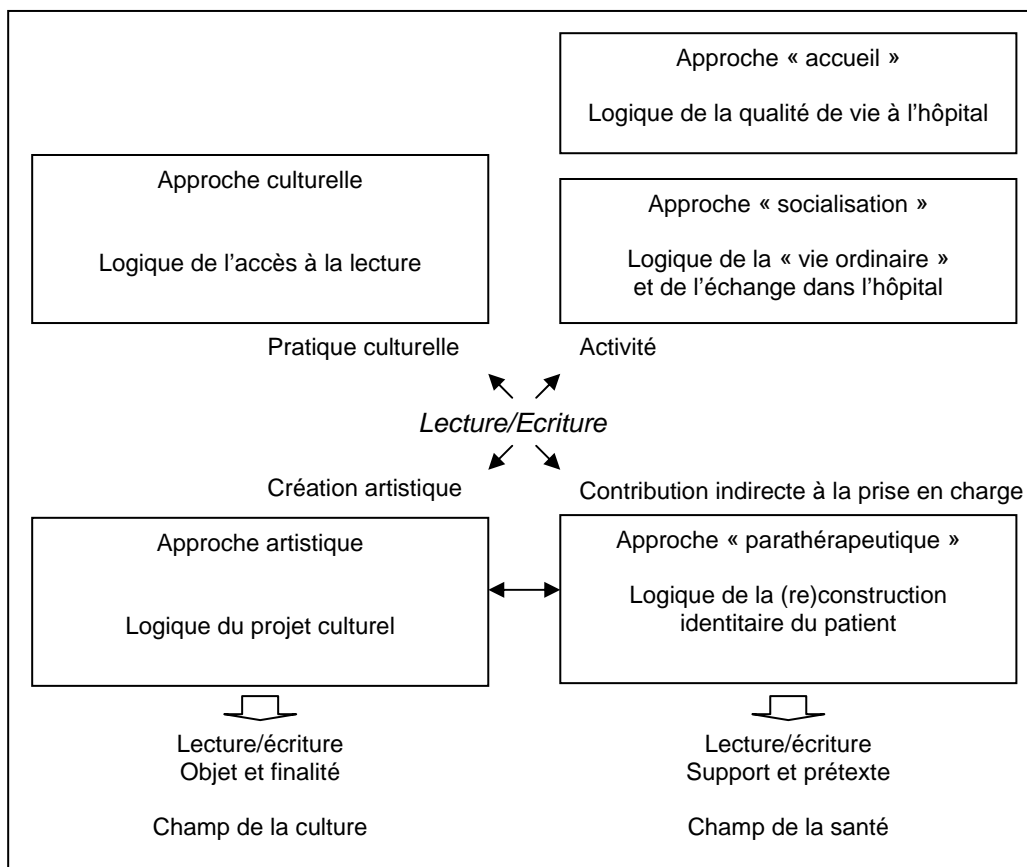 Approche « accueil »
Logique de la qualité de vie à l’hôpital
Approche culturelle
Logique de l’accès à la lecture
Approche « socialisation »
Logique de la « vie ordinaire »
et de l’échange dans l’hôpital
Pratique culturelle
Activité
Lecture/Ecriture
Création artistique
Contribution indirecte à la prise en charge
Approche artistique
Logique du projet culturel
Approche « parathérapeutique »
Logique de la (re)construction
identitaire du patient
Lecture/écriture
Objet et finalité
Champ de la culture
Lecture/écriture
Support et prétexte
Champ de la santé